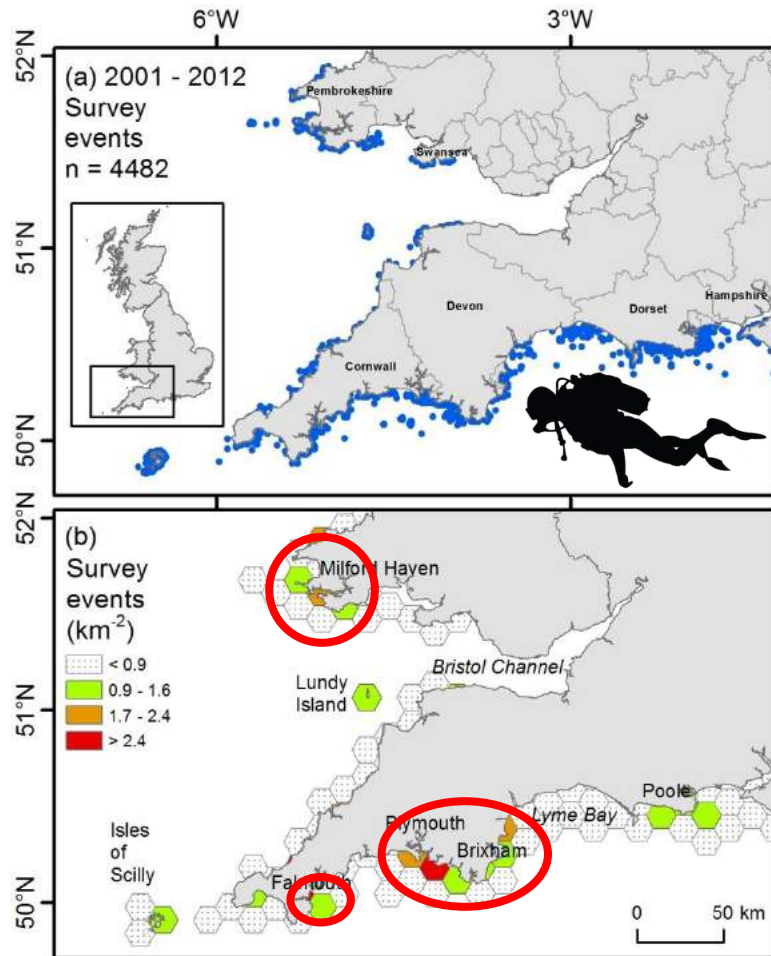 6°W
3°W
52°N
(a) 2001 - 2012
Survey
events
n = 4482
Pembrokeshire
Swansea
51°N
Devon
Dorset
Hampshire
Cornwall
50°N
52°N
(b)
Survey
events
(km-2)
< 0.9
0.9 - 1.6
1.7 - 2.4
> 2.4
Milford Haven
Bristol Channel
Lundy
Island
51°N
Poole
Lyme Bay
Plymouth
Brixham
Isles
of
Scilly
Falmouth
50°N
0 50 km